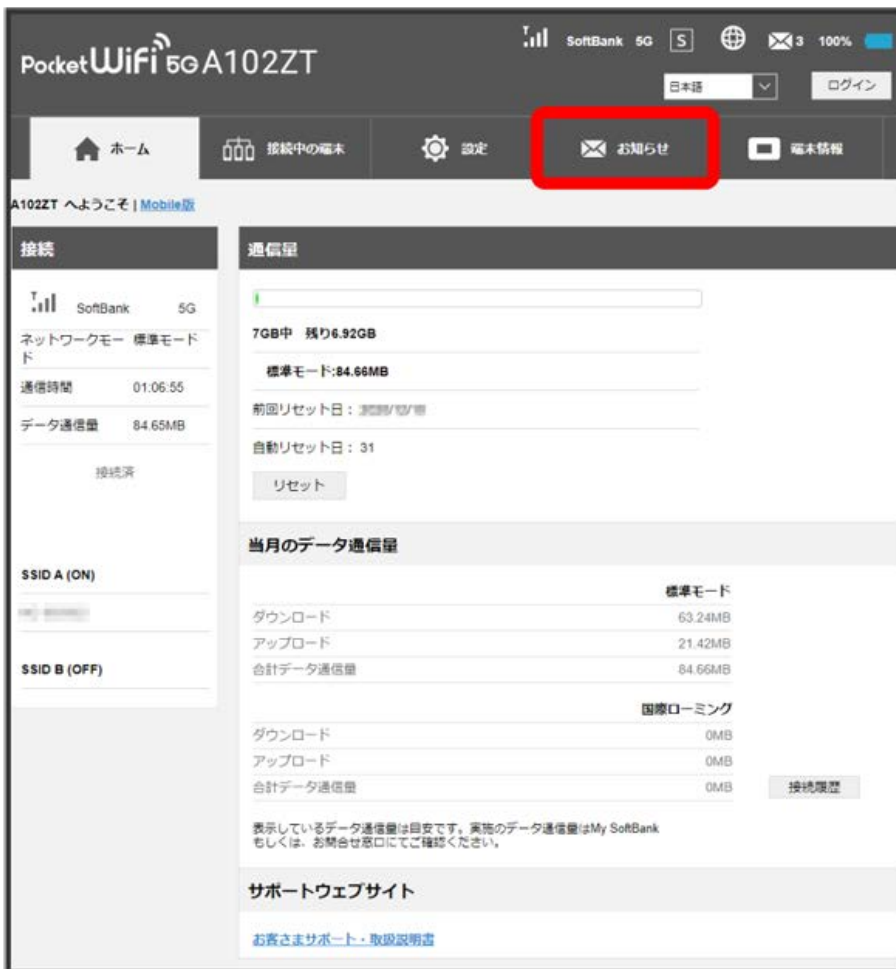 SoftBank 5G S 3 100%
PocketWiFi 5G A102ZT
日本語 ログイン
ホーム 接続中の端末 設定 お知らせ 端末情報
A102ZT へようこそ | Mobile版
接続
SoftBank 5G
ネットワークモー 標準モード
ド
通信時間 01:06:55
データ通信量 84.65MB
接続済
SSID A (ON)
SSID B (OFF)
通信量
7GB中 残り6.92GB
標準モード:84.66MB
前回リセット日:
自動リセット日: 31
リセット
当月のデータ通信量
標準モード
ダウンロード 63.24MB
アップロード 21.42MB
合計データ通信量 84.66MB
国際ローミング
ダウンロード 0MB
アップロード 0MB
合計データ通信量 0MB 接続履歴
表示しているデータ通信量は目安です。実施のデータ通信量はMy SoftBank
もしくは、お問合せ窓口にてご確認ください。
サポートウェブサイト
お客さまサポート・取扱説明書